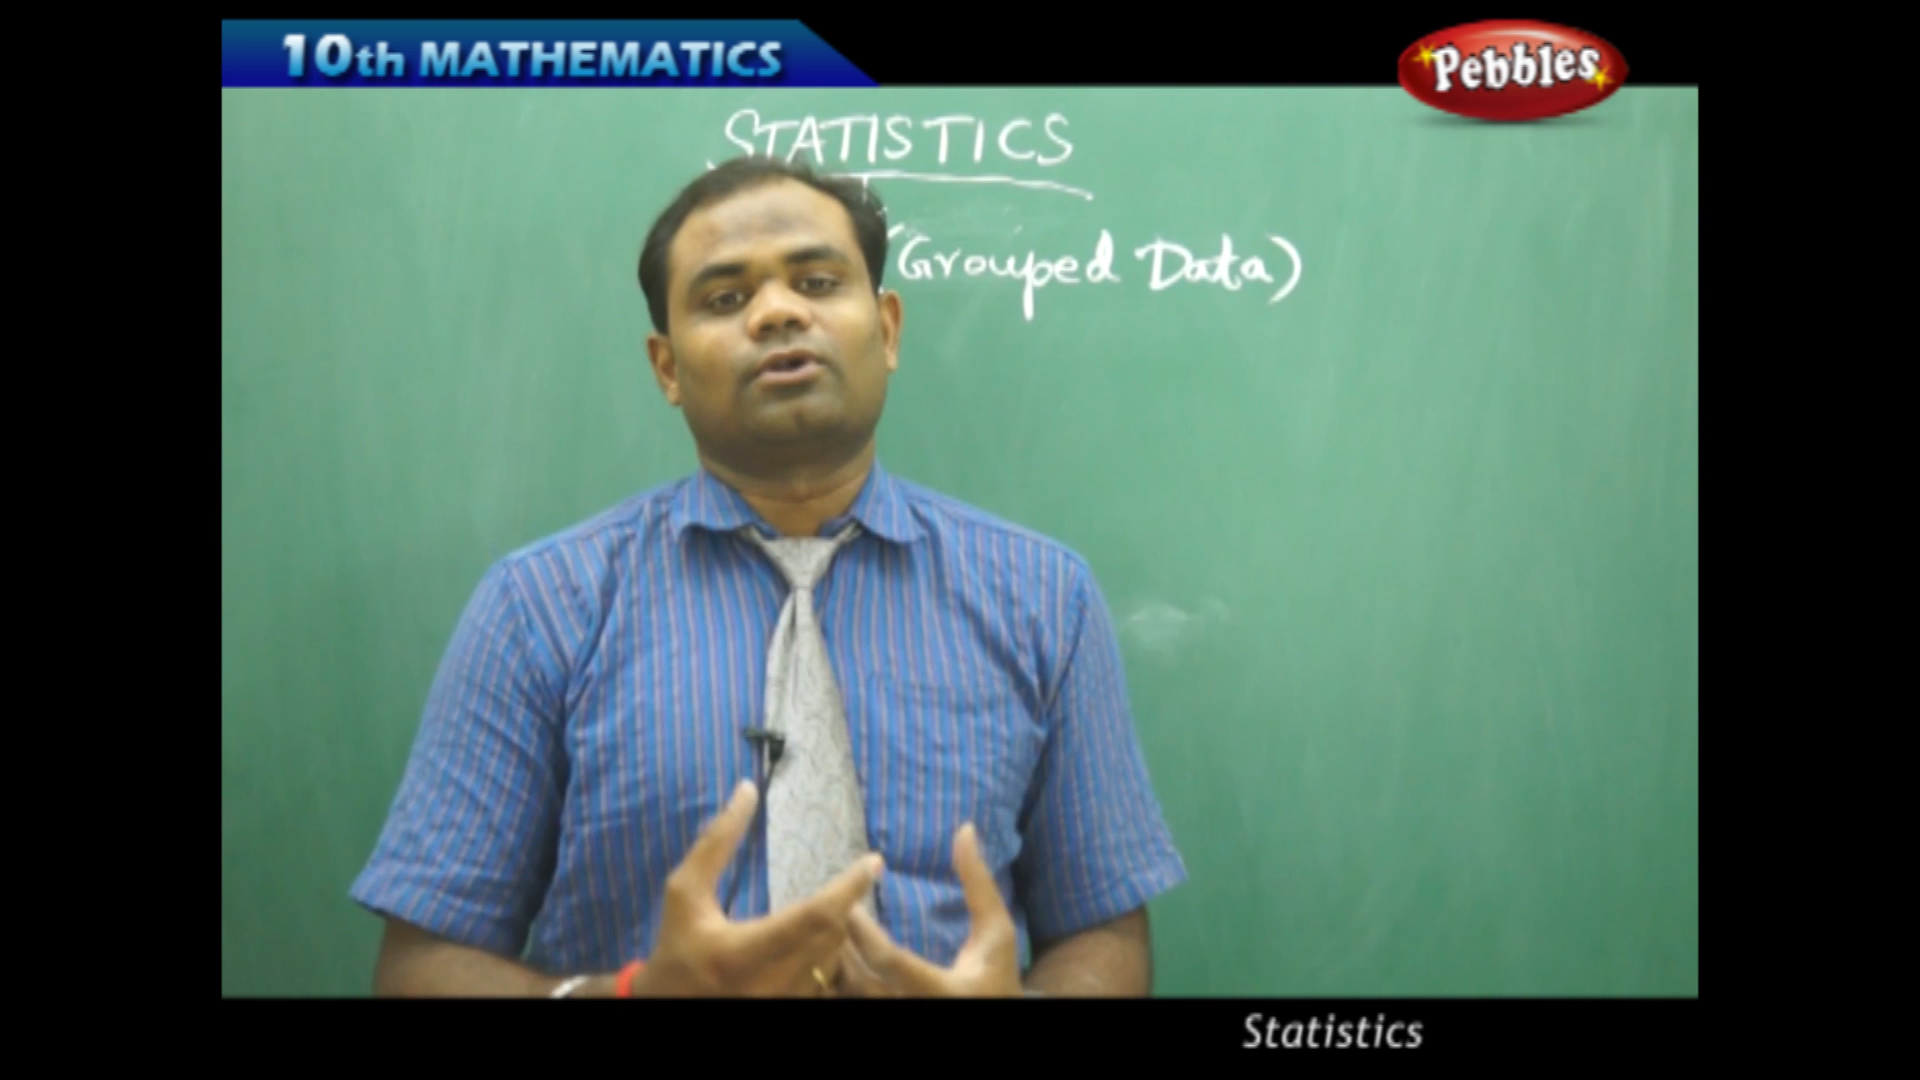 10th MATHEMATICS
Pebbles
STATISTICS
(Grouped Data)
Statistics